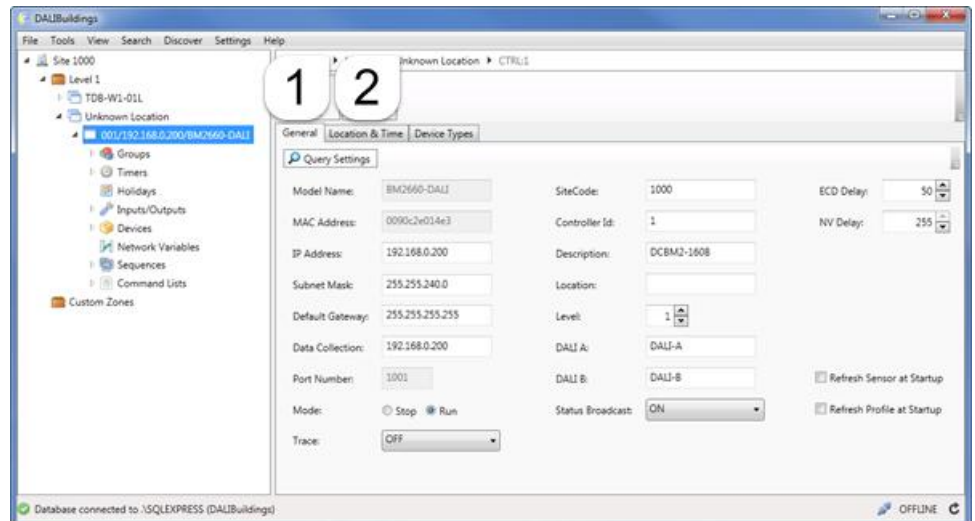 DALIBuildings
File Tools View Search Discover Settings Help
Site 1000
Level 1
TDB-W1-01L
Unknown Location
001/192.168.0.200/BM2660-DALI
Groups
Timers
Holidays
Inputs/Outputs
Devices
Network Variables
Sequences
Command Lists
Custom Zones
Unknown Location CTRL:1
1 2
General Location & Time Device Types
Query Settings
Model Name: BM2660-DALI SiteCode: 1000 ECD Delay: 50
MAC Address: 0090c2e014e3 Controller Id: 1 NV Delay: 255
IP Address: 192.168.0.200 Description: DCBM2-1608
Subnet Mask: 255.255.240.0 Location:
Default Gateway: 255.255.255.255 Level: 1
Data Collection: 192.168.0.200 DALI A: DALI-A
Port Number: 1001 DALI B: DALI-B Refresh Sensor at Startup
Mode: Stop Run Status Broadcast: ON Refresh Profile at Startup
Trace: OFF
Database connected to .\SQLEXPRESS (DALIBuildings) OFFLINE